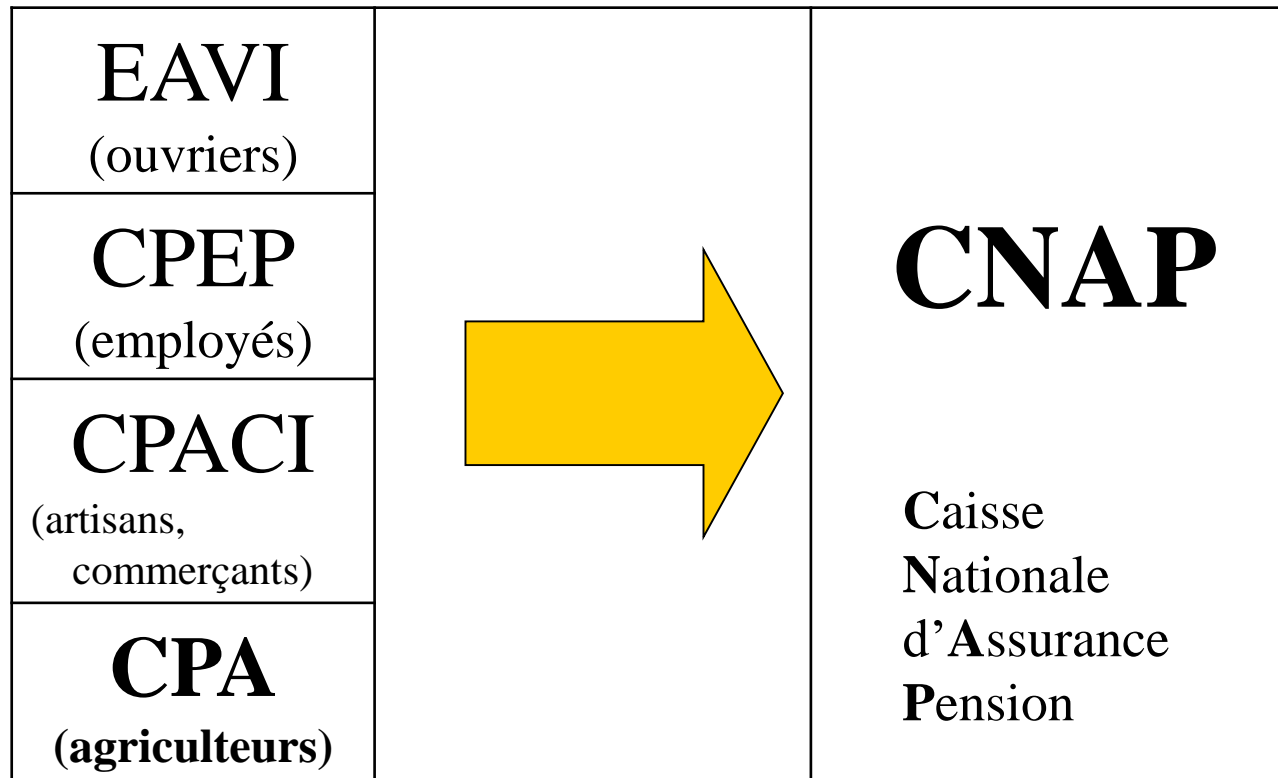 EAVI
(ouvriers)
CPEP
(employés)
CPACI
(artisans,
commerçants)
CPA
(agriculteurs)
CNAP
Caisse
Nationale
d’Assurance
Pension